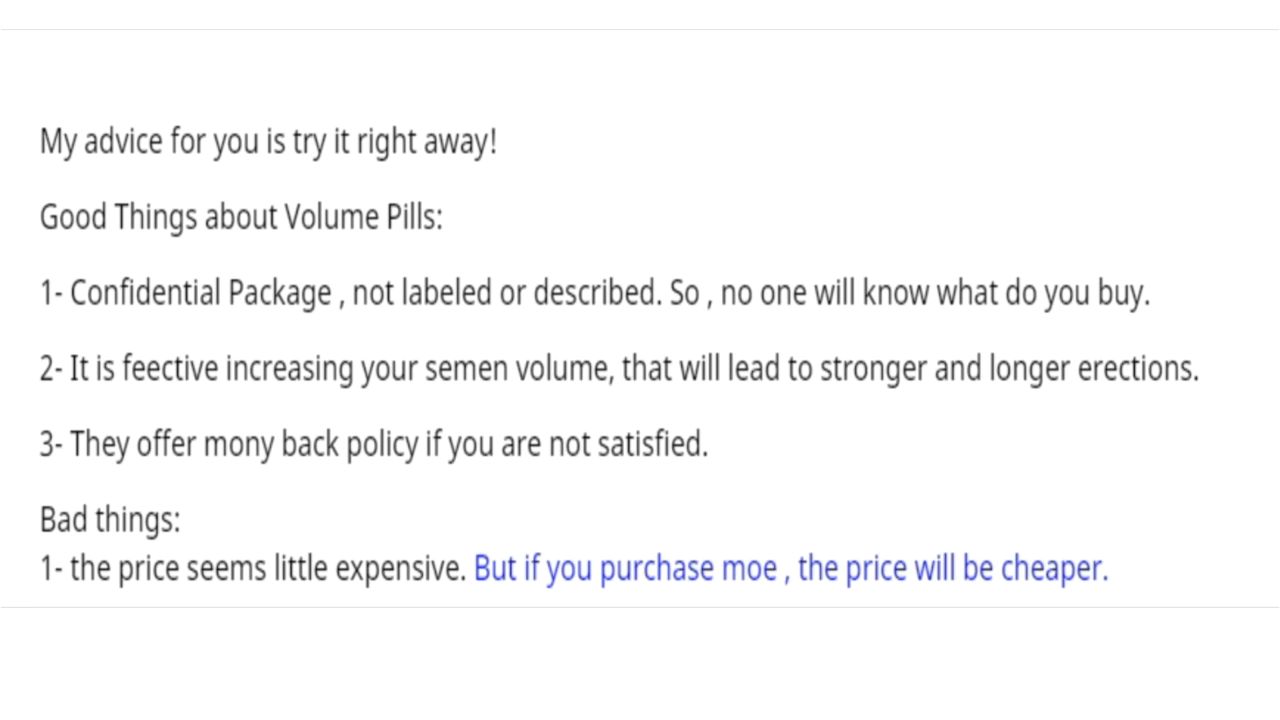 My advice for you is try it right away!
Good Things about Volume Pills:
1- Confidential Package , not labeled or described. So , no one will know what do you buy.
2- It is feective increasing your semen volume, that will lead to stronger and longer erections.
3- They offer mony back policy if you are not satisfied.
Bad things:
1- the price seems little expensive. But if you purchase moe , the price will be cheaper.